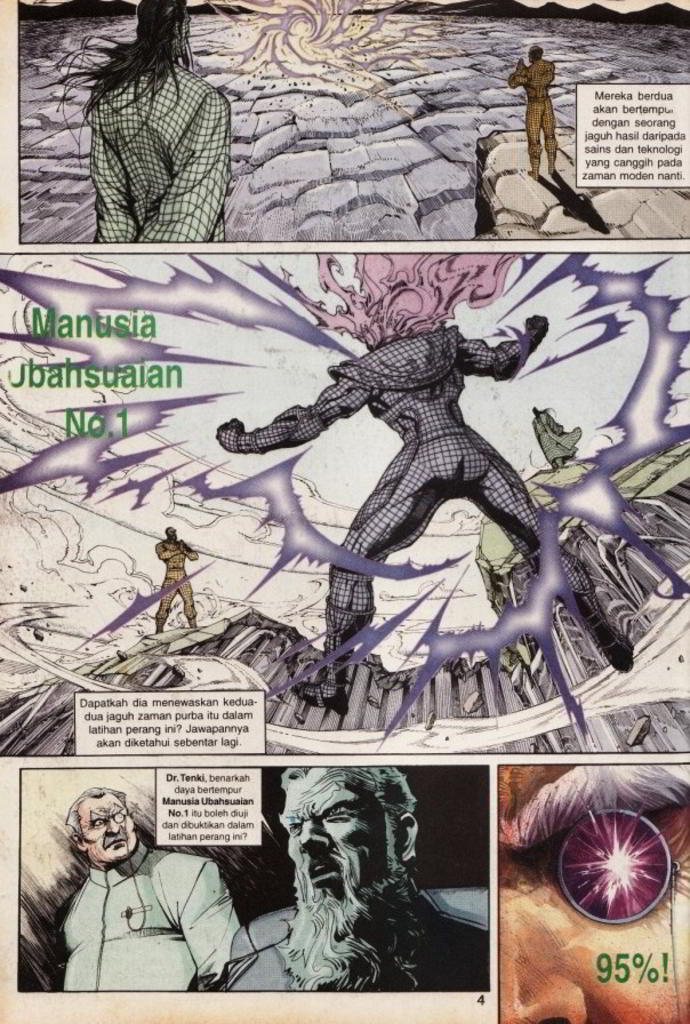 Mereka berdua
akan bertempur
dengan seorang
jaguh hasil daripada
sains dan teknologi
yang canggih pada
zaman moden nanti.
Manusia
Ubahsuaian
No.1
Dapatkah dia menewaskan kedua-
dua jaguh zaman purba itu dalam
latihan perang ini? Jawapannya
akan diketahui sebentar lagi.
Dr. Tenki, benarkah
daya bertempur
Manusia Ubahsuaian
No.1 itu boleh diuji
dan dibuktikan dalam
latihan perang ini?
95%!
4